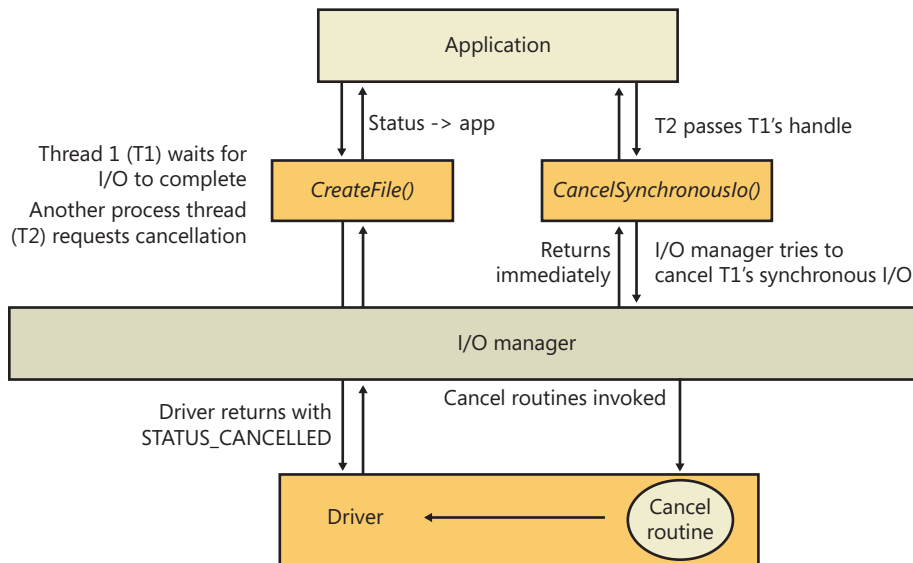 Application
Status -> app
T2 passes T1's handle
Thread 1 (T1) waits for
I/O to complete
Another process thread
(T2) requests cancellation
CreateFile()
CancelSynchronousIo()
Returns
immediately
I/O manager tries to
cancel T1's synchronous I/O
I/O manager
Driver returns with
STATUS_CANCELLED
Cancel routines invoked
Driver
Cancel
routine